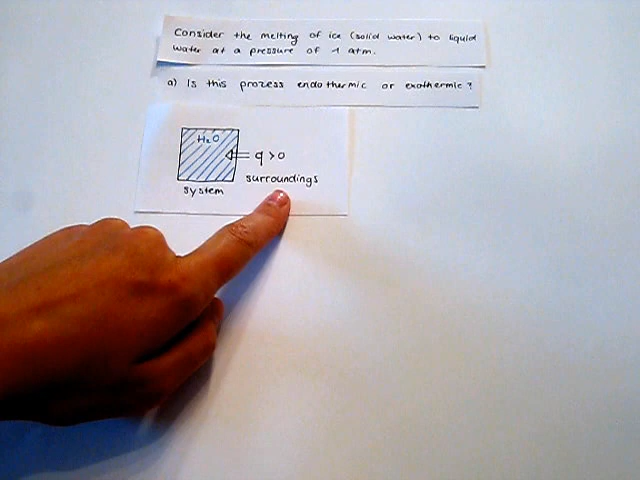 Consider the melting of ice (solid water) to liquid
water at a pressure of 1 atm.
a) Is this prozess endothermic or exothermic?
H₂O
q > 0
surroundings
system